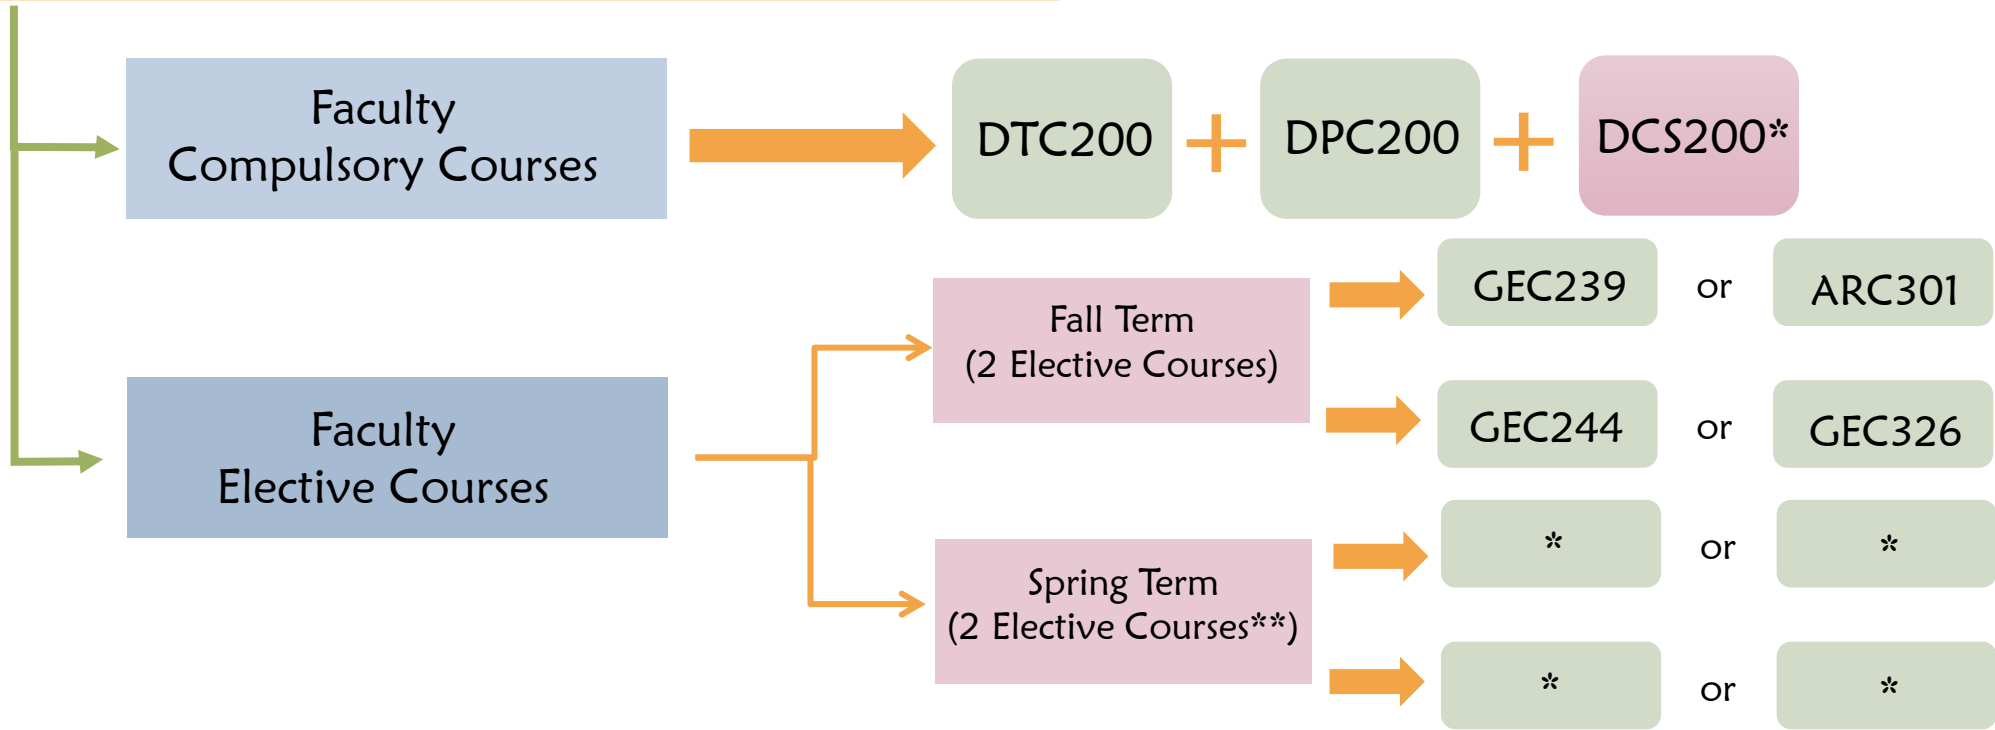 Faculty
Compulsory Courses
DTC200
DPC200
DCS200*
Faculty
Elective Courses
Fall Term
(2 Elective Courses)
GEC239 or ARC301
GEC244 or GEC326
Spring Term
(2 Elective Courses**)
* or *
* or *